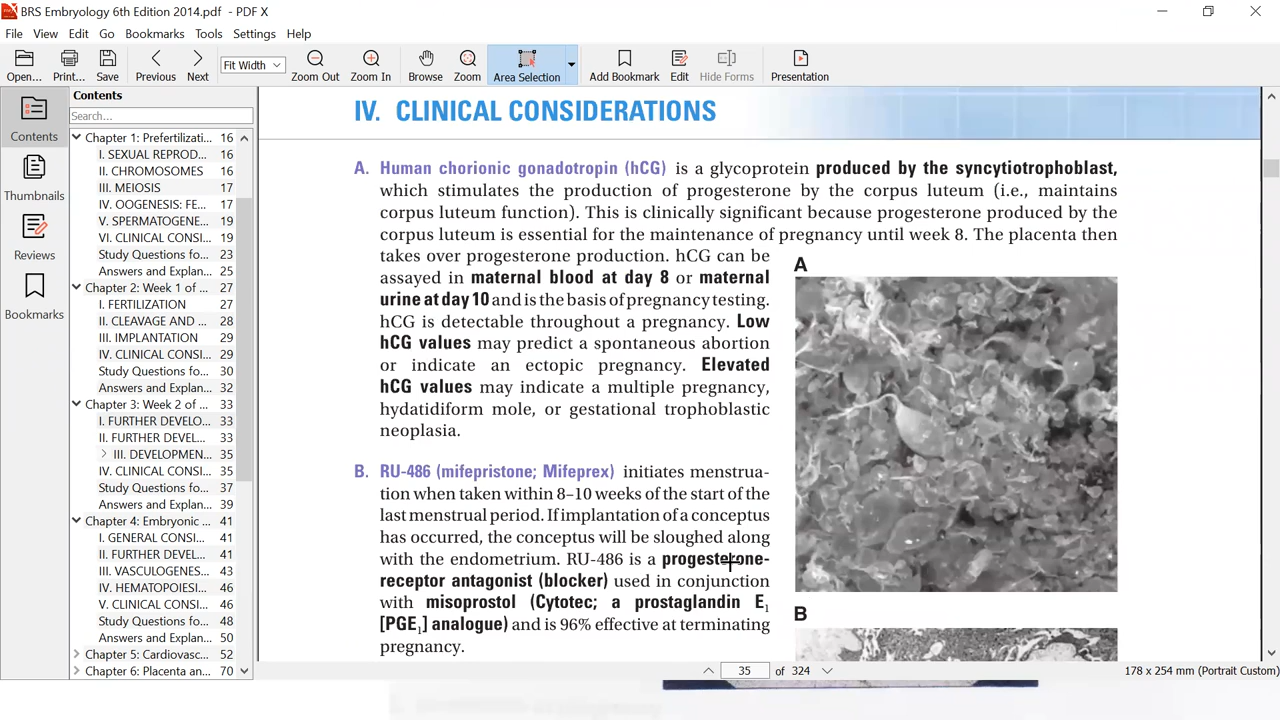 BRS Embryology 6th Edition 2014.pdf - PDF X
File View Edit Go Bookmarks Tools Settings Help
Open... Print... Save Previous Next Fit Width Zoom Out Zoom In Browse Zoom Area Selection Add Bookmark Edit Hide Forms Presentation
Contents
Thumbnails
Reviews
Bookmarks
Contents
Search...
Chapter 1: Prefertilizati... 16
I. SEXUAL REPROD... 16
II. CHROMOSOMES 16
III. MEIOSIS 17
IV. OOGENESIS: FE... 17
V. SPERMATOGENE... 19
VI. CLINICAL CONSI... 19
Study Questions fo... 23
Answers and Explan... 25
Chapter 2: Week 1 of ... 27
I. FERTILIZATION 27
II. CLEAVAGE AND ... 28
III. IMPLANTATION 29
IV. CLINICAL CONSI... 29
Study Questions fo... 30
Answers and Explan... 32
Chapter 3: Week 2 of ... 33
I. FURTHER DEVELO... 33
II. FURTHER DEVEL... 33
III. DEVELOPMEN... 35
IV. CLINICAL CONSI... 35
Study Questions fo... 37
Answers and Explan... 39
Chapter 4: Embryonic ... 41
I. GENERAL CONSI... 41
II. FURTHER DEVEL... 41
III. VASCULOGENES... 43
IV. HEMATOPOIESI... 46
V. CLINICAL CONSI... 46
Study Questions fo... 48
Answers and Explan... 50
Chapter 5: Cardiovasc... 52
Chapter 6: Placenta an... 70
IV. CLINICAL CONSIDERATIONS
A. Human chorionic gonadotropin (hCG) is a glycoprotein produced by the syncytiotrophoblast,
which stimulates the production of progesterone by the corpus luteum (i.e., maintains
corpus luteum function). This is clinically significant because progesterone produced by the
corpus luteum is essential for the maintenance of pregnancy until week 8. The placenta then
takes over progesterone production. hCG can be
assayed in maternal blood at day 8 or maternal
urine at day 10 and is the basis of pregnancy testing.
hCG is detectable throughout a pregnancy. Low
hCG values may predict a spontaneous abortion
or indicate an ectopic pregnancy. Elevated
hCG values may indicate a multiple pregnancy,
hydatidiform mole, or gestational trophoblastic
neoplasia.
B. RU-486 (mifepristone; Mifeprex) initiates menstrua-
tion when taken within 8–10 weeks of the start of the
last menstrual period. If implantation of a conceptus
has occurred, the conceptus will be sloughed along
with the endometrium. RU-486 is a progesterone-
receptor antagonist (blocker) used in conjunction
with misoprostol (Cytotec; a prostaglandin E₁
[PGE₁] analogue) and is 96% effective at terminating
pregnancy.
A
B
35 of 324
178 x 254 mm (Portrait Custom)